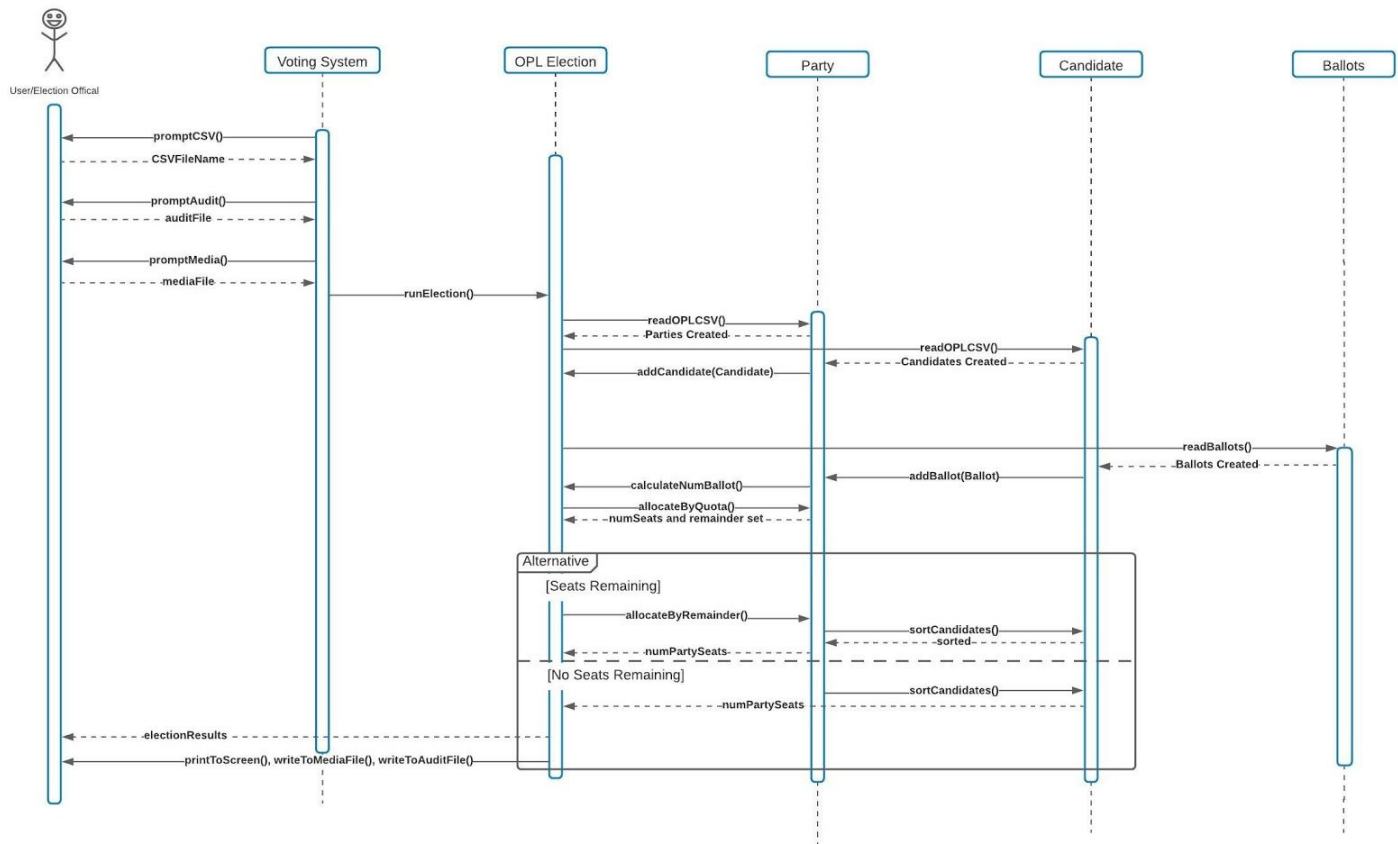 Voting System
OPL Election
Party
Candidate
Ballots
User/Election Offical
promptCSV()
CSVFileName
promptAudit()
auditFile
promptMedia()
mediaFile
runElection()
readOPLCSV()
Parties Created
readOPLCSV()
Candidates Created
addCandidate(Candidate)
readBallots()
Ballots Created
addBallot(Ballot)
calculateNumBallot()
allocateByQuota()
numSeats and remainder set
Alternative
[Seats Remaining]
allocateByRemainder()
sortCandidates()
sorted
numPartySeats
[No Seats Remaining]
sortCandidates()
numPartySeats
electionResults
printToScreen(), writeToMediaFile(), writeToAuditFile()